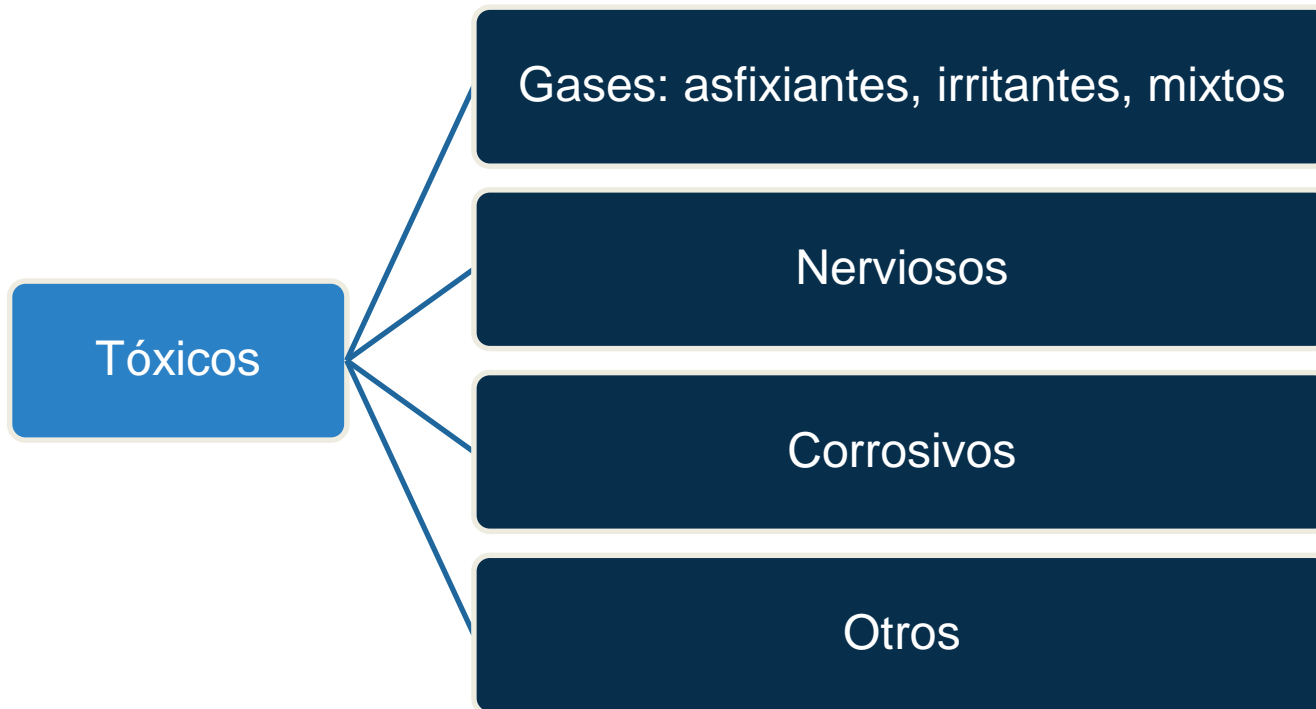 Gases: asfixiantes, irritantes, mixtos
Nerviosos
Tóxicos
Corrosivos
Otros